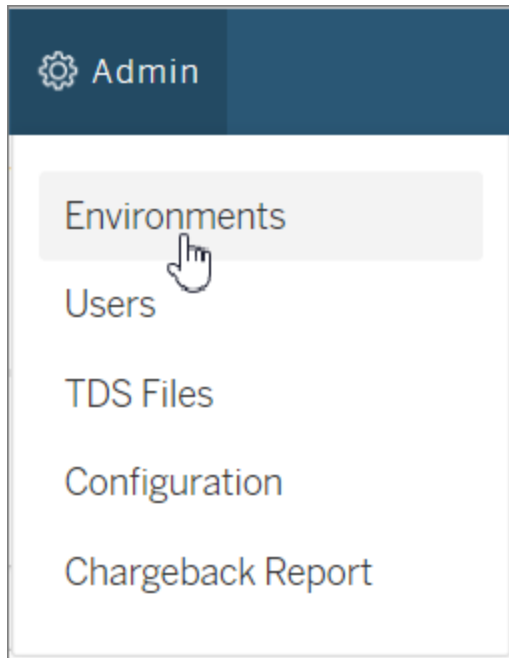 Admin
Environments
Users
TDS Files
Configuration
Chargeback Report